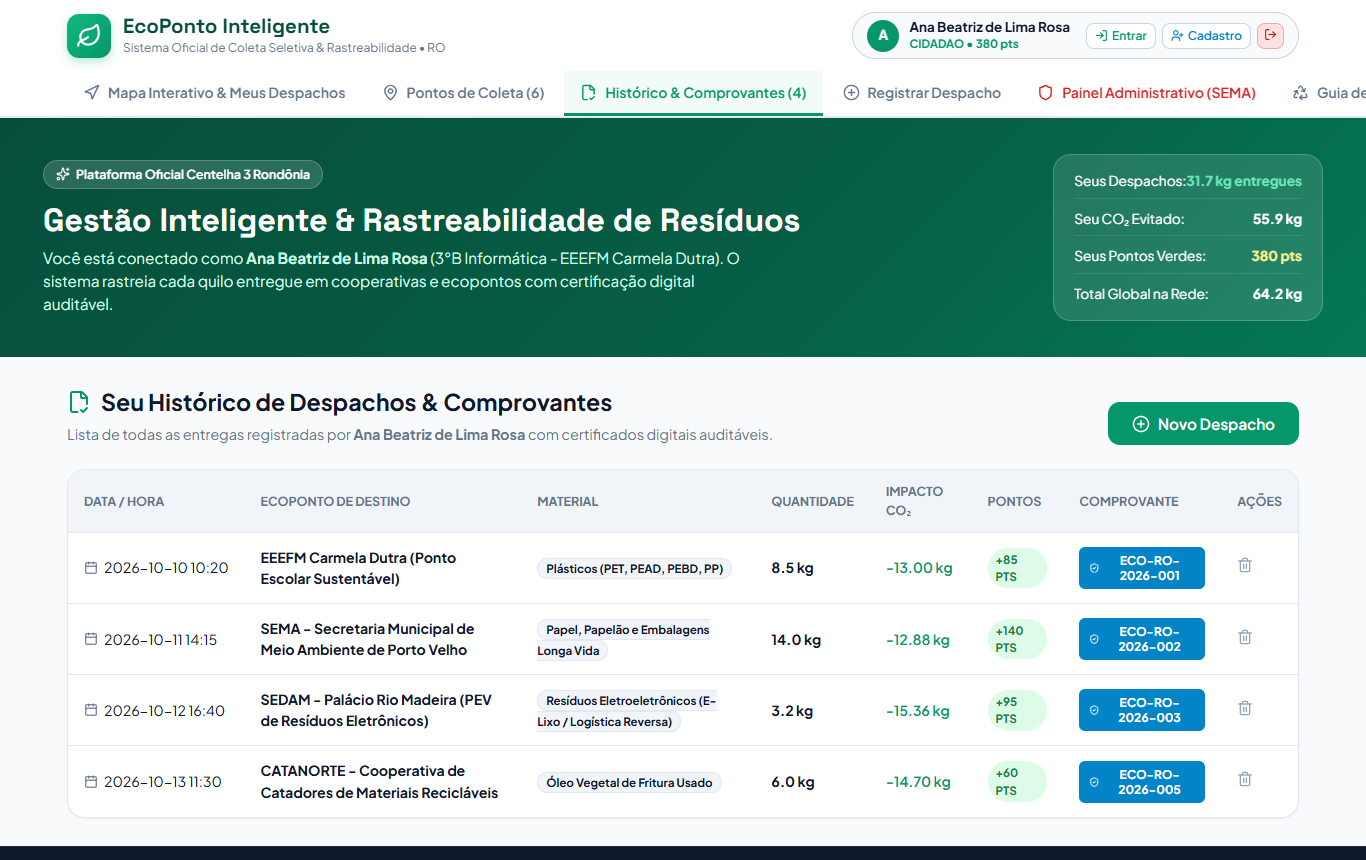 EcoPonto Inteligente
Sistema Oficial de Coleta Seletiva & Rastreabilidade • RO
A
Ana Beatriz de Lima Rosa
CIDADAO • 380 pts
Entrar
Cadastro
Mapa Interativo & Meus Despachos
Pontos de Coleta (6)
Histórico & Comprovantes (4)
Registrar Despacho
Painel Administrativo (SEMA)
Guia de
Plataforma Oficial Centelha 3 Rondônia
Gestão Inteligente & Rastreabilidade de Resíduos
Você está conectado como Ana Beatriz de Lima Rosa (3°B Informática - EEEFM Carmela Dutra). O
sistema rastreia cada quilo entregue em cooperativas e ecopontos com certificação digital
auditável.
Seus Despachos:31.7 kg entregues
Seu CO₂ Evitado: 55.9 kg
Seus Pontos Verdes: 380 pts
Total Global na Rede: 64.2 kg
Seu Histórico de Despachos & Comprovantes
Lista de todas as entregas registradas por Ana Beatriz de Lima Rosa com certificados digitais auditáveis.
Novo Despacho
DATA / HORA
ECOPONTO DE DESTINO
MATERIAL
QUANTIDADE
IMPACTO
CO₂
PONTOS
COMPROVANTE
AÇÕES
2026-10-10 10:20
EEEFM Carmela Dutra (Ponto
Escolar Sustentável)
Plásticos (PET, PEAD, PEBD, PP)
8.5 kg
-13.00 kg
+85
PTS
ECO-RO-
2026-001
2026-10-11 14:15
SEMA - Secretaria Municipal de
Meio Ambiente de Porto Velho
Papel, Papelão e Embalagens
Longa Vida
14.0 kg
-12.88 kg
+140
PTS
ECO-RO-
2026-002
2026-10-12 16:40
SEDAM - Palácio Rio Madeira (PEV
de Resíduos Eletrônicos)
Resíduos Eletroeletrônicos (E-
Lixo / Logística Reversa)
3.2 kg
-15.36 kg
+95
PTS
ECO-RO-
2026-003
2026-10-13 11:30
CATANORTE - Cooperativa de
Catadores de Materiais Recicláveis
Óleo Vegetal de Fritura Usado
6.0 kg
-14.70 kg
+60
PTS
ECO-RO-
2026-005